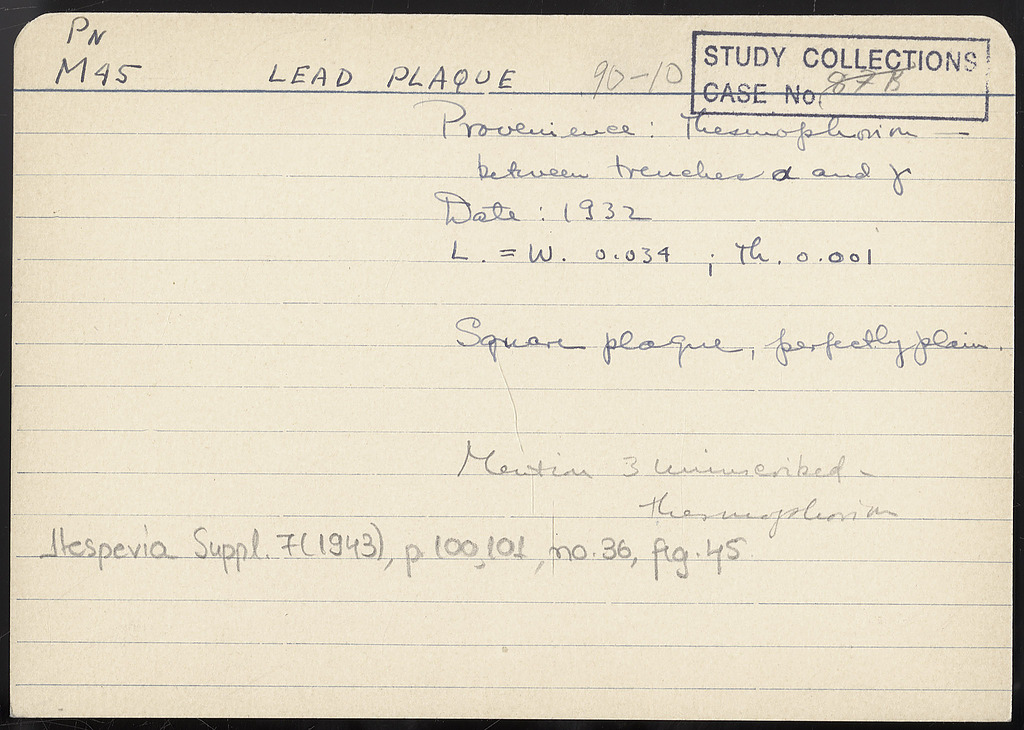 PN
M45 LEAD PLAQUE 90-10
STUDY COLLECTIONS
CASE No. 87B
Provenience: Thesmophorion —
between trenches α and γ
Date: 1932
L. = W. 0.034 ; Th. 0.001
Square plaque, perfectly plain.
Mention 3 uninscribed -
thesmophorion
Hesperia Suppl. 7(1943), p. 100,101, no. 36, fig. 45